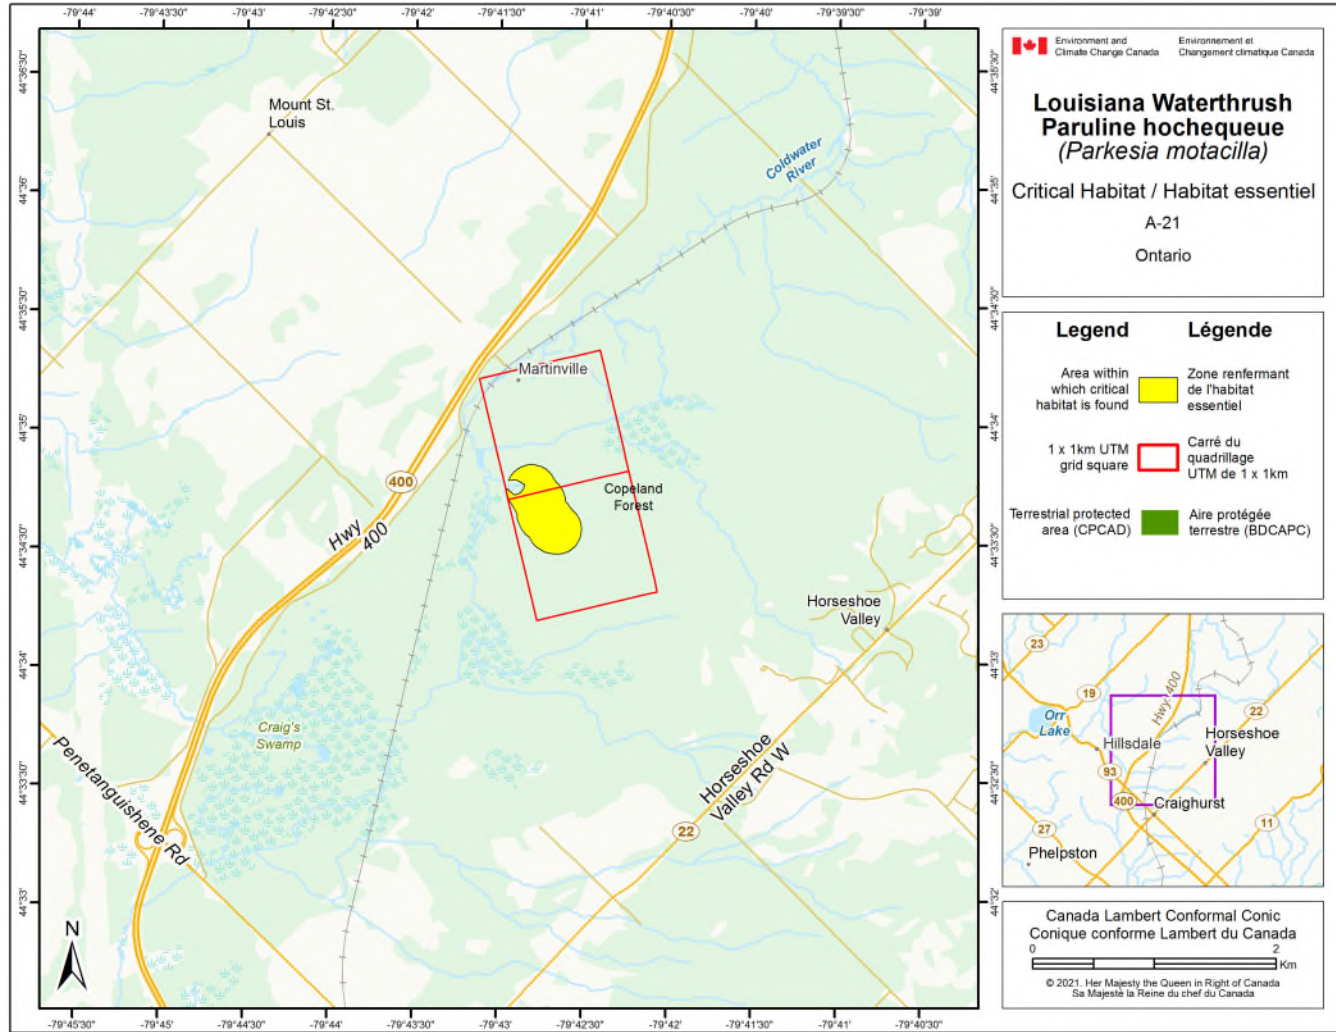 -79°44'
-79°43'30"
-79°43'
-79°42'30"
-79°42'
-79°41'30"
-79°41'
-79°40'30"
-79°40'
-79°39'30"
-79°39'
44°36'30"
44°36'
44°35'30"
44°35'
44°34'30"
44°34'
44°33'30"
44°33'
Mount St.
Louis
Coldwater
River
Martinville
400
Hwy
400
Copeland
Forest
Horseshoe
Valley
Craig's
Swamp
Penetanguishene Rd
Horseshoe
Valley Rd W
22
N
44°35'30"
44°35'
44°34'30"
44°34'
44°33'30"
44°33'
44°32'30"
44°32'
-79°45'30"
-79°45'
-79°44'30"
-79°44'
-79°43'30"
-79°43'
-79°42'30"
-79°42'
-79°41'30"
-79°41'
-79°40'30"
Environment and
Climate Change Canada
Environnement et
Changement climatique Canada
Louisiana Waterthrush
Paruline hochequeue
(Parkesia motacilla)
Critical Habitat / Habitat essentiel
A-21
Ontario
Legend
Légende
Area within
which critical
habitat is found
Zone renfermant
de l'habitat
essentiel
1 x 1km UTM
grid square
Carré du
quadrillage
UTM de 1 x 1km
Terrestrial protected
area (CPCAD)
Aire protégée
terrestre (BDCAPC)
23
19
Hwy. 400
22
Orr
Lake
Hillsdale
Horseshoe
Valley
93
400
Craighurst
27
11
Phelpston
Canada Lambert Conformal Conic
Conique conforme Lambert du Canada
0
2
Km
© 2021. Her Majesty the Queen in Right of Canada
Sa Majesté la Reine du chef du Canada